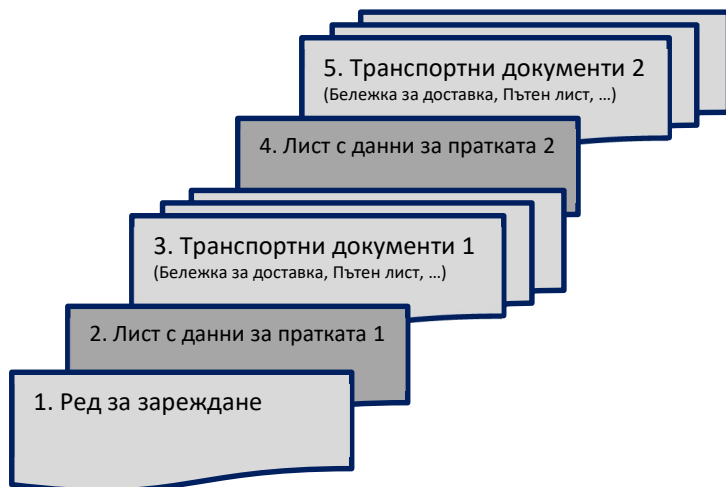 5. Транспортни документи 2
(Бележка за доставка, Пътен лист, ...)
4. Лист с данни за пратката 2
3. Транспортни документи 1
(Бележка за доставка, Пътен лист, ...)
2. Лист с данни за пратката 1
1. Ред за зареждане